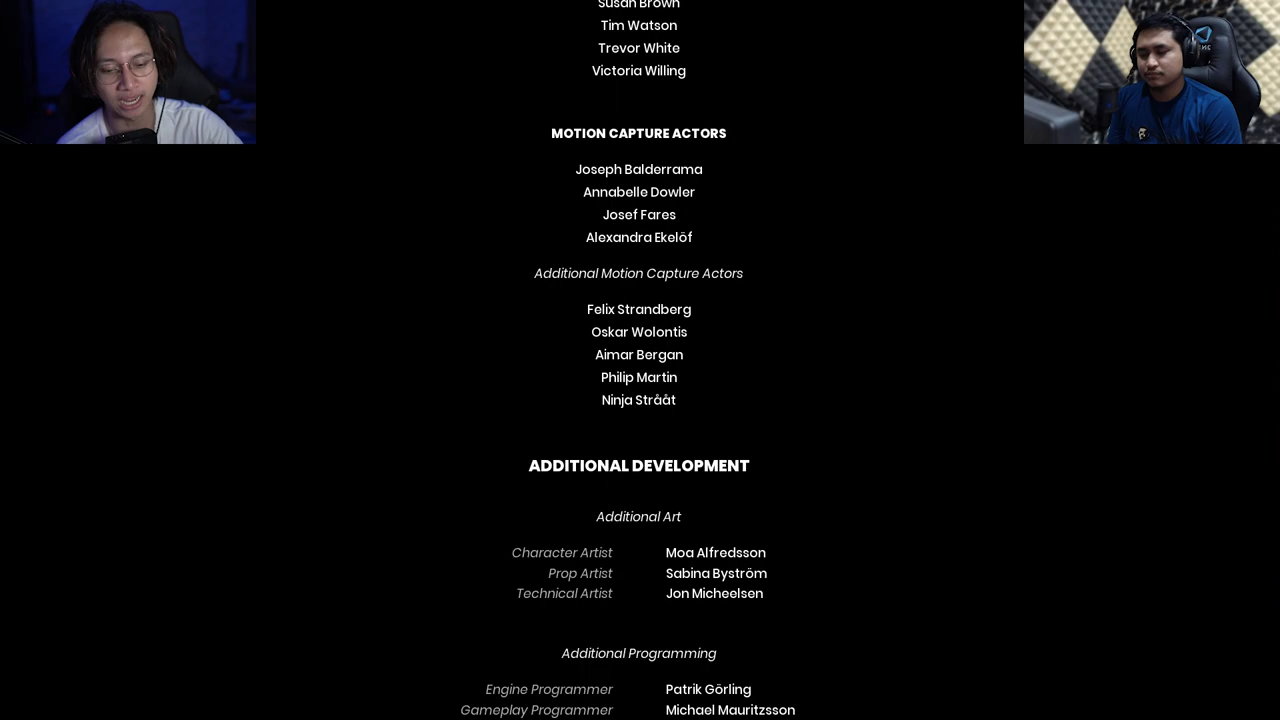 Susan Brown
Tim Watson
Trevor White
Victoria Willing
MOTION CAPTURE ACTORS
Joseph Balderrama
Annabelle Dowler
Josef Fares
Alexandra Ekelöf
Additional Motion Capture Actors
Felix Strandberg
Oskar Wolontis
Aimar Bergan
Philip Martin
Ninja Strååt
ADDITIONAL DEVELOPMENT
Additional Art
Character Artist Moa Alfredsson
Prop Artist Sabina Byström
Technical Artist Jon Micheelsen
Additional Programming
Engine Programmer Patrik Görling
Gameplay Programmer Michael Mauritzsson